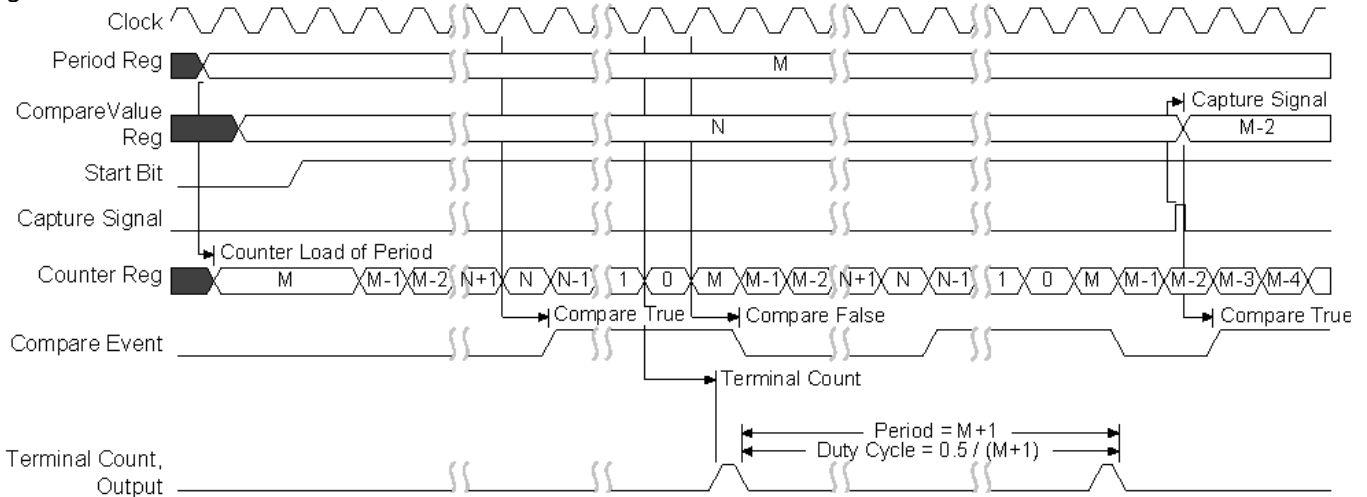 Clock
Period Reg
M
CompareValue
Reg
N
Capture Signal
M-2
Start Bit
Capture Signal
Counter Load of Period
Counter Reg
M M-1 M-2 N+1 N N-1 1 0 M M-1 M-2 N+1 N N-1 1 0 M M-1 M-2 M-3 M-4
Compare True
Compare False
Compare True
Compare Event
Terminal Count
Period = M+1
Duty Cycle = 0.5 / (M+1)
Terminal Count,
Output